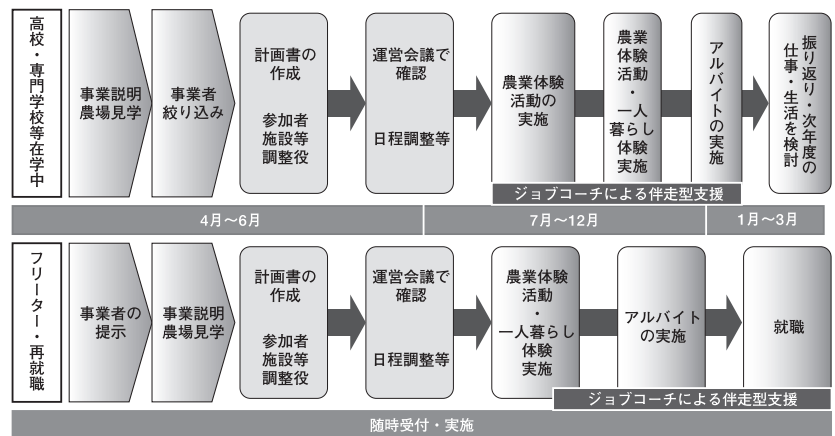 高校・専門学校等在学中
事業説明
農場見学
事業者
絞り込み
計画書の
作成
参加者
施設等
調整役
運営会議で
確認
日程調整等
農業体験
活動の
実施
農業
体験
活動
・
一人
暮らし
体験
実施
アルバイトの実施
振り返り・次年度の
仕事・生活を検討
ジョブコーチによる伴走型支援
4月～6月
7月～12月
1月～3月
フリーター・再就職
事業者の
提示
事業説明
農場見学
計画書の
作成
参加者
施設等
調整役
運営会議で
確認
日程調整等
農業体験
活動
・
一人暮らし
体験
実施
アルバイト
の実施
就職
ジョブコーチによる伴走型支援
随時受付・実施